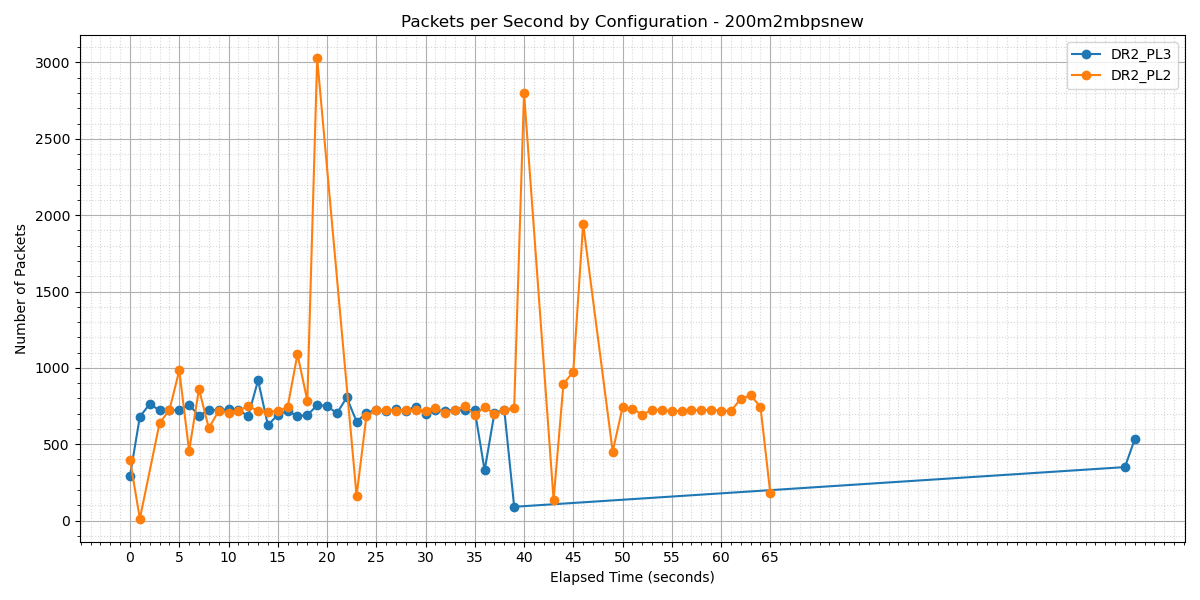 Packets per Second by Configuration - 200m2mbpsnew
DR2_PL3
DR2_PL2
Number of Packets
3000
2500
2000
1500
1000
500
0
0 5 10 15 20 25 30 35 40 45 50 55 60 65
Elapsed Time (seconds)